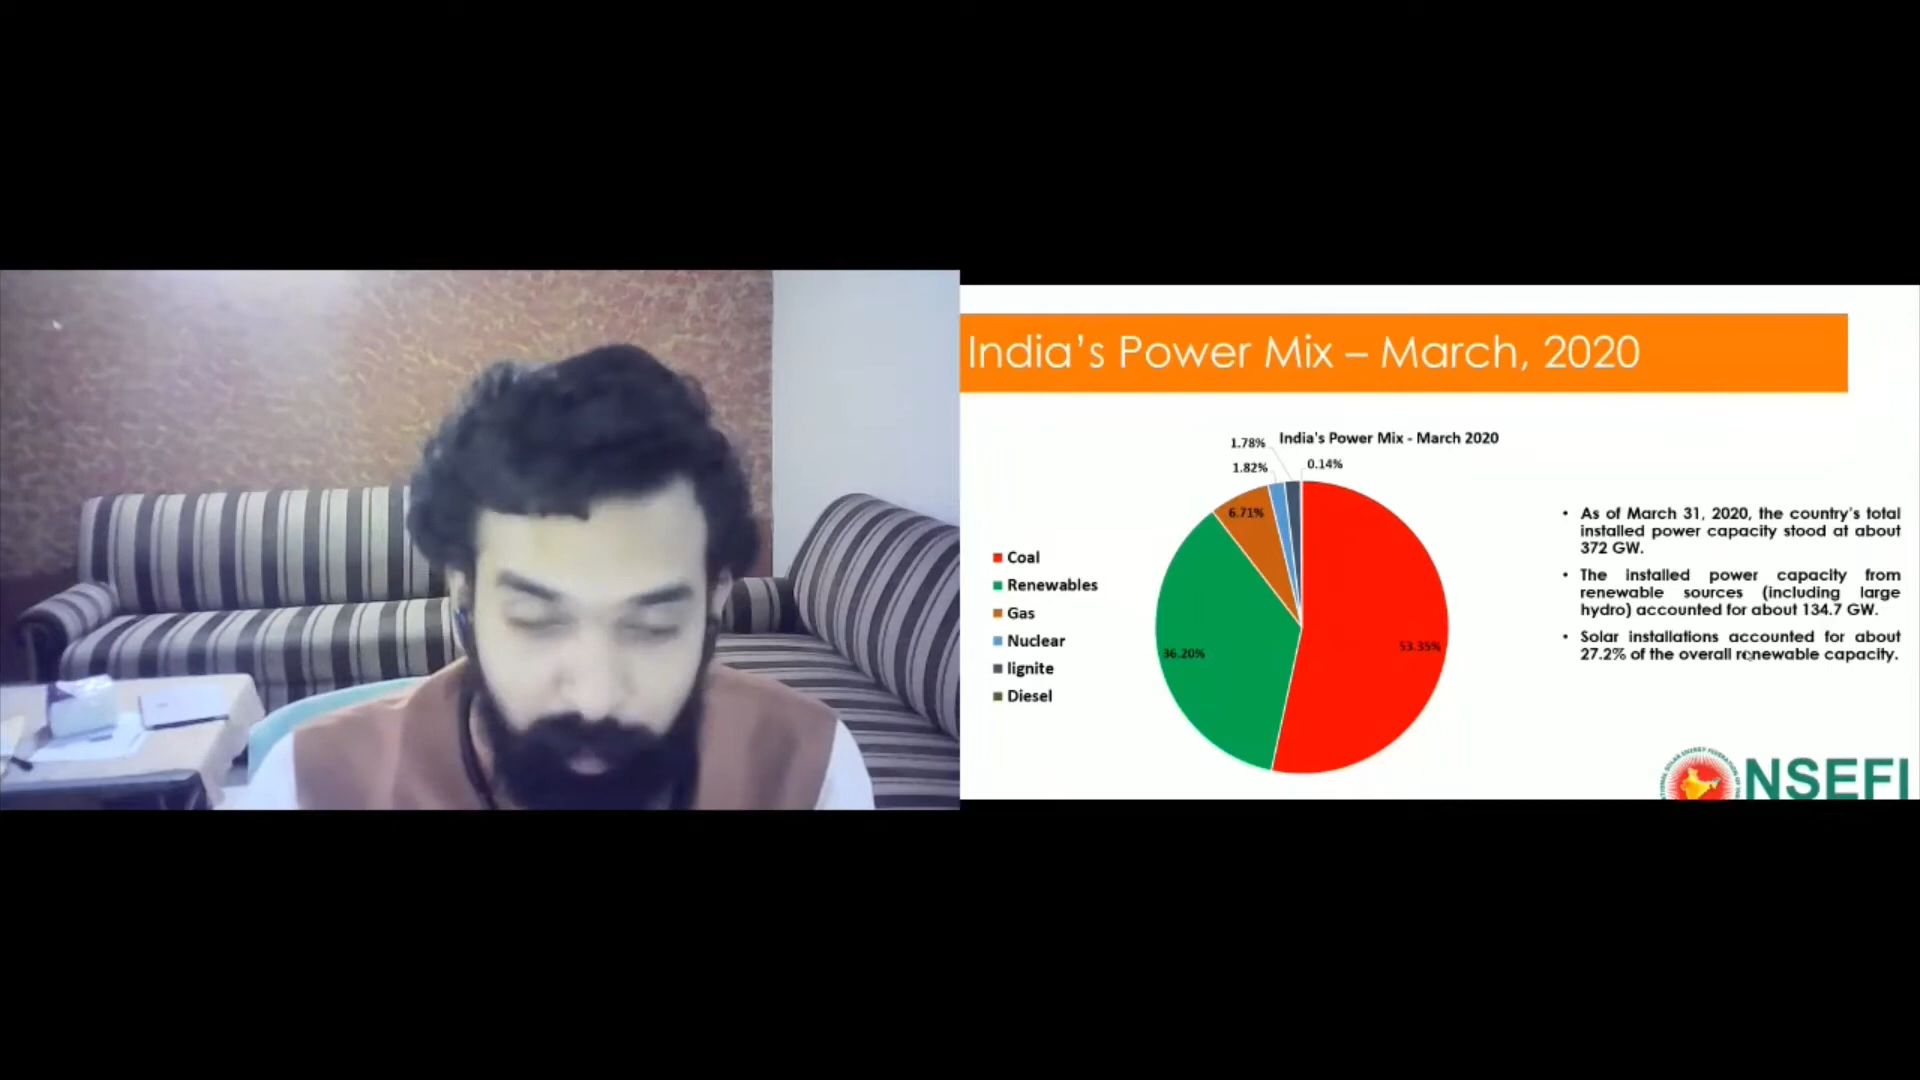 India's Power Mix – March, 2020
India's Power Mix - March 2020
1.78%
1.82%
0.14%
6.71%
36.20%
53.35%
Coal
Renewables
Gas
Nuclear
lignite
Diesel
• As of March 31, 2020, the country's total
installed power capacity stood at about
372 GW.
• The installed power capacity from
renewable sources (including large
hydro) accounted for about 134.7 GW.
• Solar installations accounted for about
27.2% of the overall renewable capacity.
NSEFI